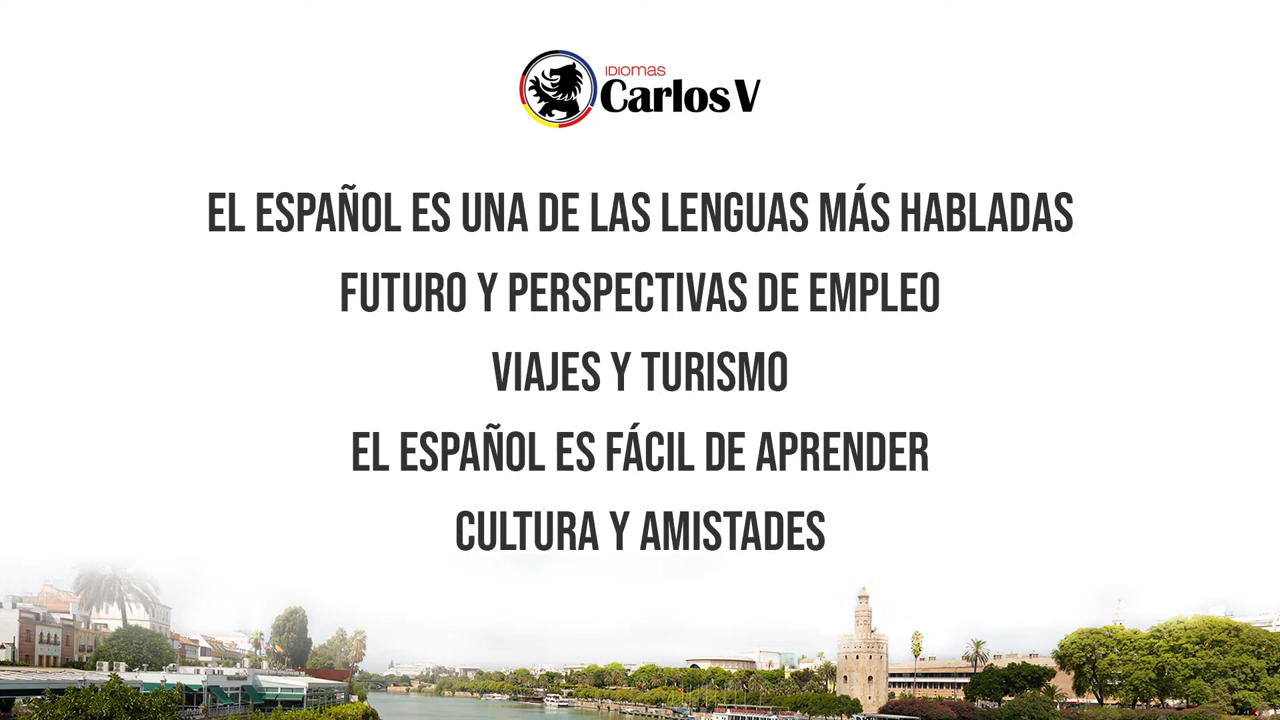 IDIOMAS
Carlos V
EL ESPAÑOL ES UNA DE LAS LENGUAS MÁS HABLADAS
FUTURO Y PERSPECTIVAS DE EMPLEO
VIAJES Y TURISMO
EL ESPAÑOL ES FÁCIL DE APRENDER
CULTURA Y AMISTADES